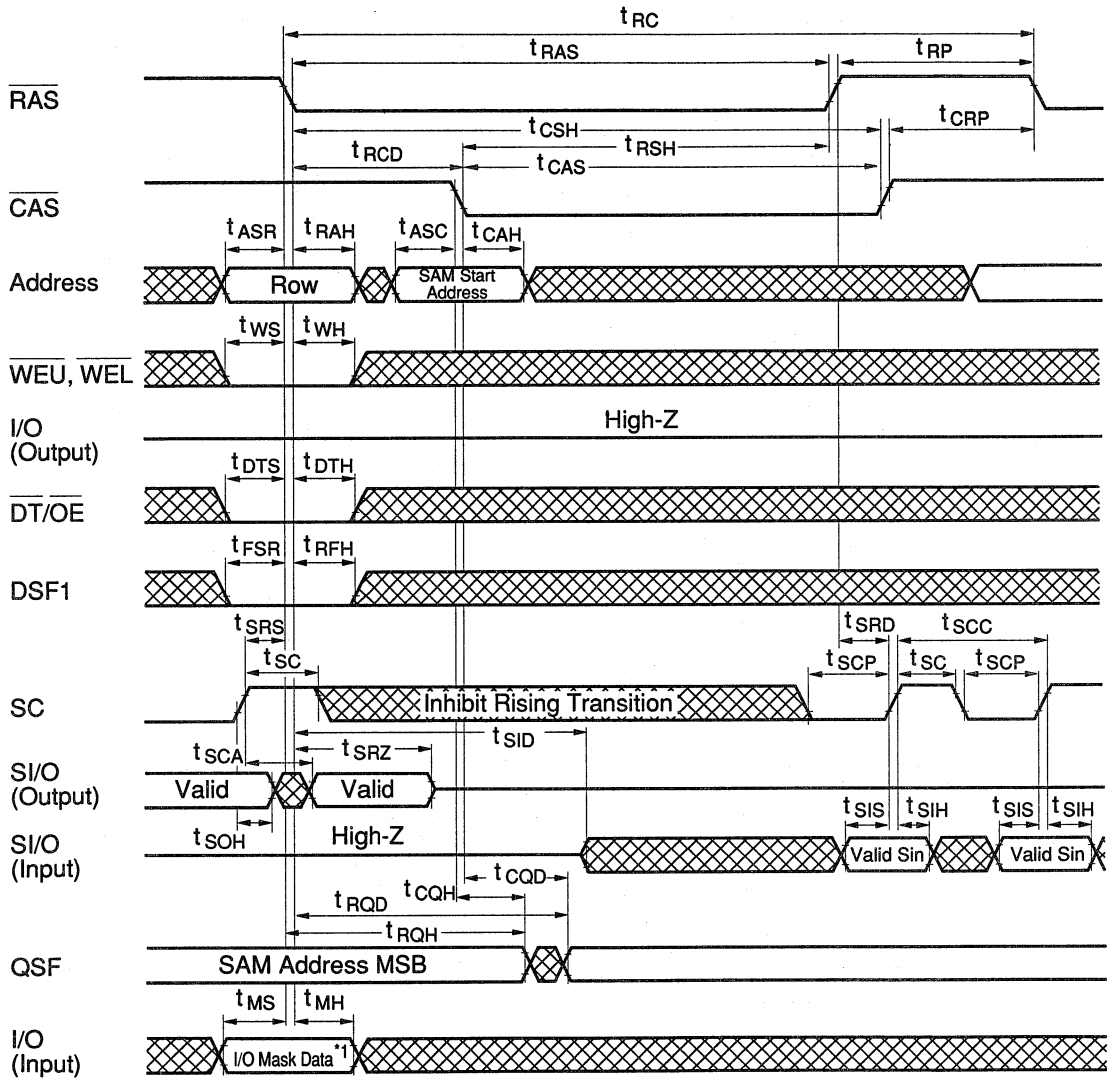 tRC
tRAS tRP
RAS
tCSH tCRP
tRCD tRSH
tCAS
CAS
tASR tRAH tASC tCAH
Address Row SAM Start Address
tWS tWH
WEU, WEL
I/O (Output) High-Z
tDTS tDTH
DT/OE
tFSR tRFH
DSF1
tSRS tSRD tSCC
tSC tSCP tSC tSCP
SC Inhibit Rising Transition
tSID
tSCA tSRZ
SI/O (Output) Valid Valid
tSIS tSIH tSIS tSIH
tSOH High-Z
SI/O (Input) Valid Sin Valid Sin
tCQD
tCQH
tRQD
tRQH
QSF SAM Address MSB
tMS tMH
I/O (Input) I/O Mask Data*1